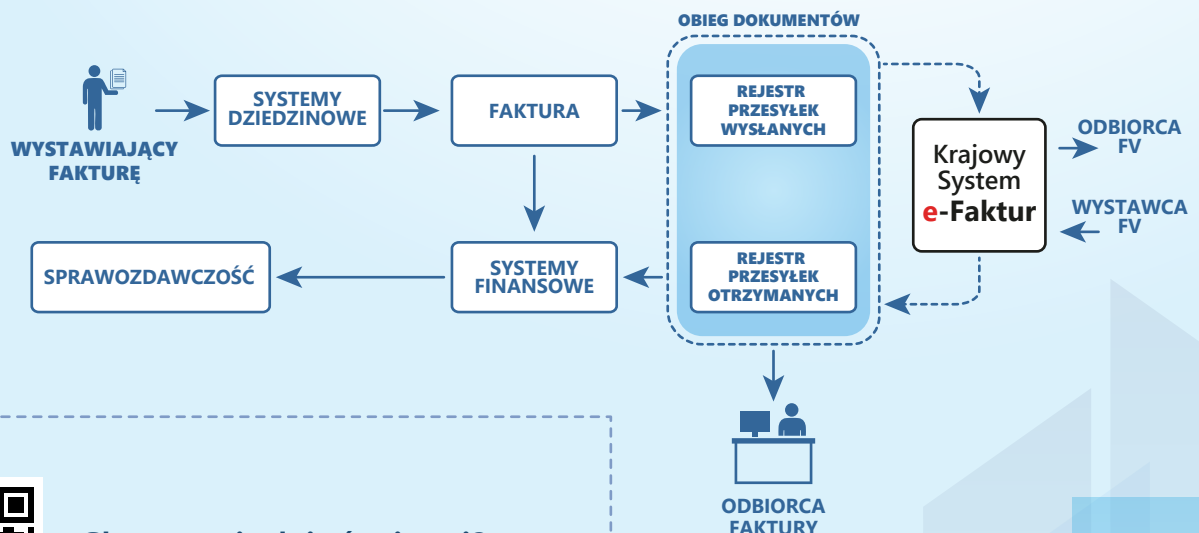 OBIEG DOKUMENTÓW
WYSTAWIAJĄCY
FAKTURĘ
SYSTEMY
DZIEDZINOWE
FAKTURA
REJESTR
PRZESYŁEK
WYSŁANYCH
Krajowy
System
e-Faktur
ODBIORCA
FV
WYSTAWCA
FV
SPRAWOZDAWCZOŚĆ
SYSTEMY
FINANSOWE
REJESTR
PRZESYŁEK
OTRZYMANYCH
ODBIORCA
FAKTURY